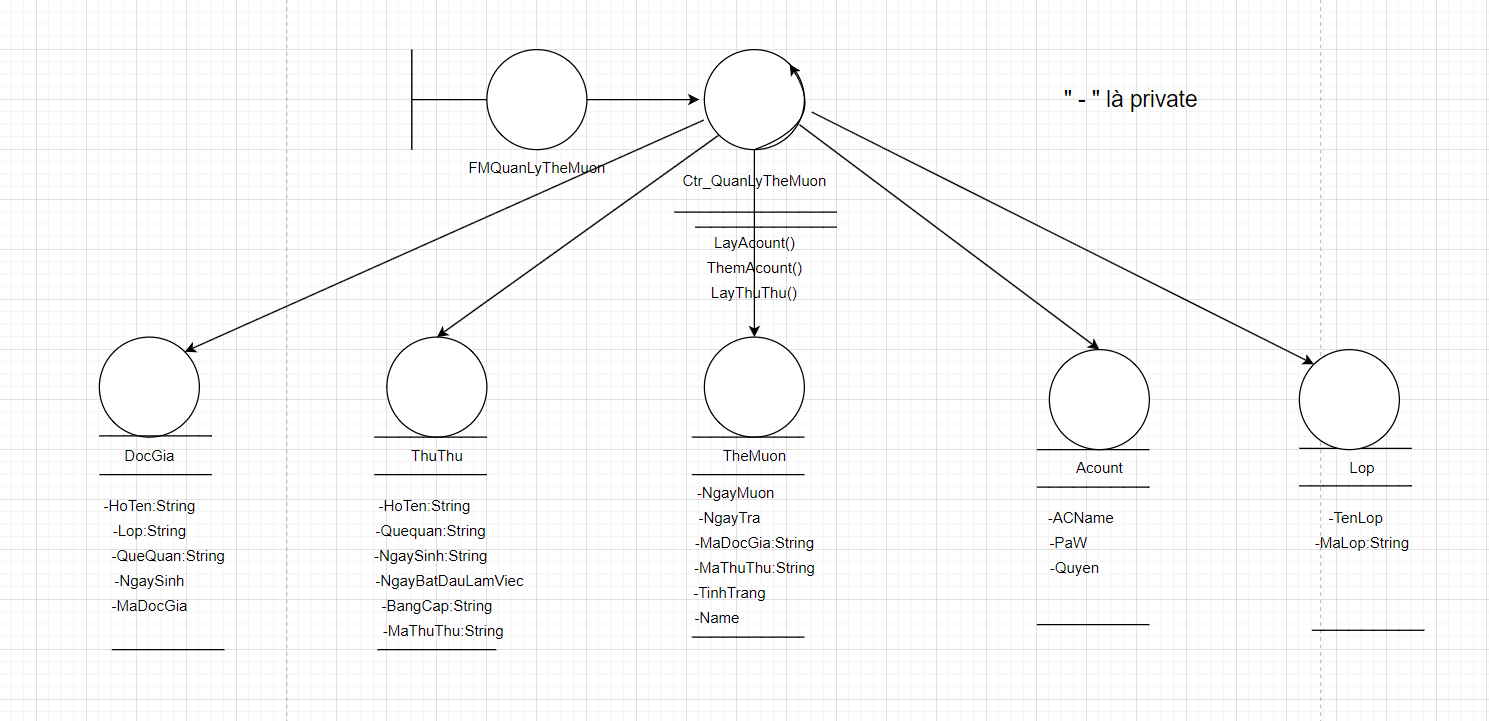 " - " là private
FMQuanLyTheMuon
Ctr_QuanLyTheMuon
LayAcount()
ThemAcount()
LayThuThu()
DocGia
-HoTen:String
-Lop:String
-QueQuan:String
-NgaySinh
-MaDocGia
ThuThu
-HoTen:String
-Quequan:String
-NgaySinh:String
-NgayBatDauLamViec
-BangCap:String
-MaThuThu:String
TheMuon
-NgayMuon
-NgayTra
-MaDocGia:String
-MaThuThu:String
-TinhTrang
-Name
Acount
-ACName
-PaW
-Quyen
Lop
-TenLop
-MaLop:String